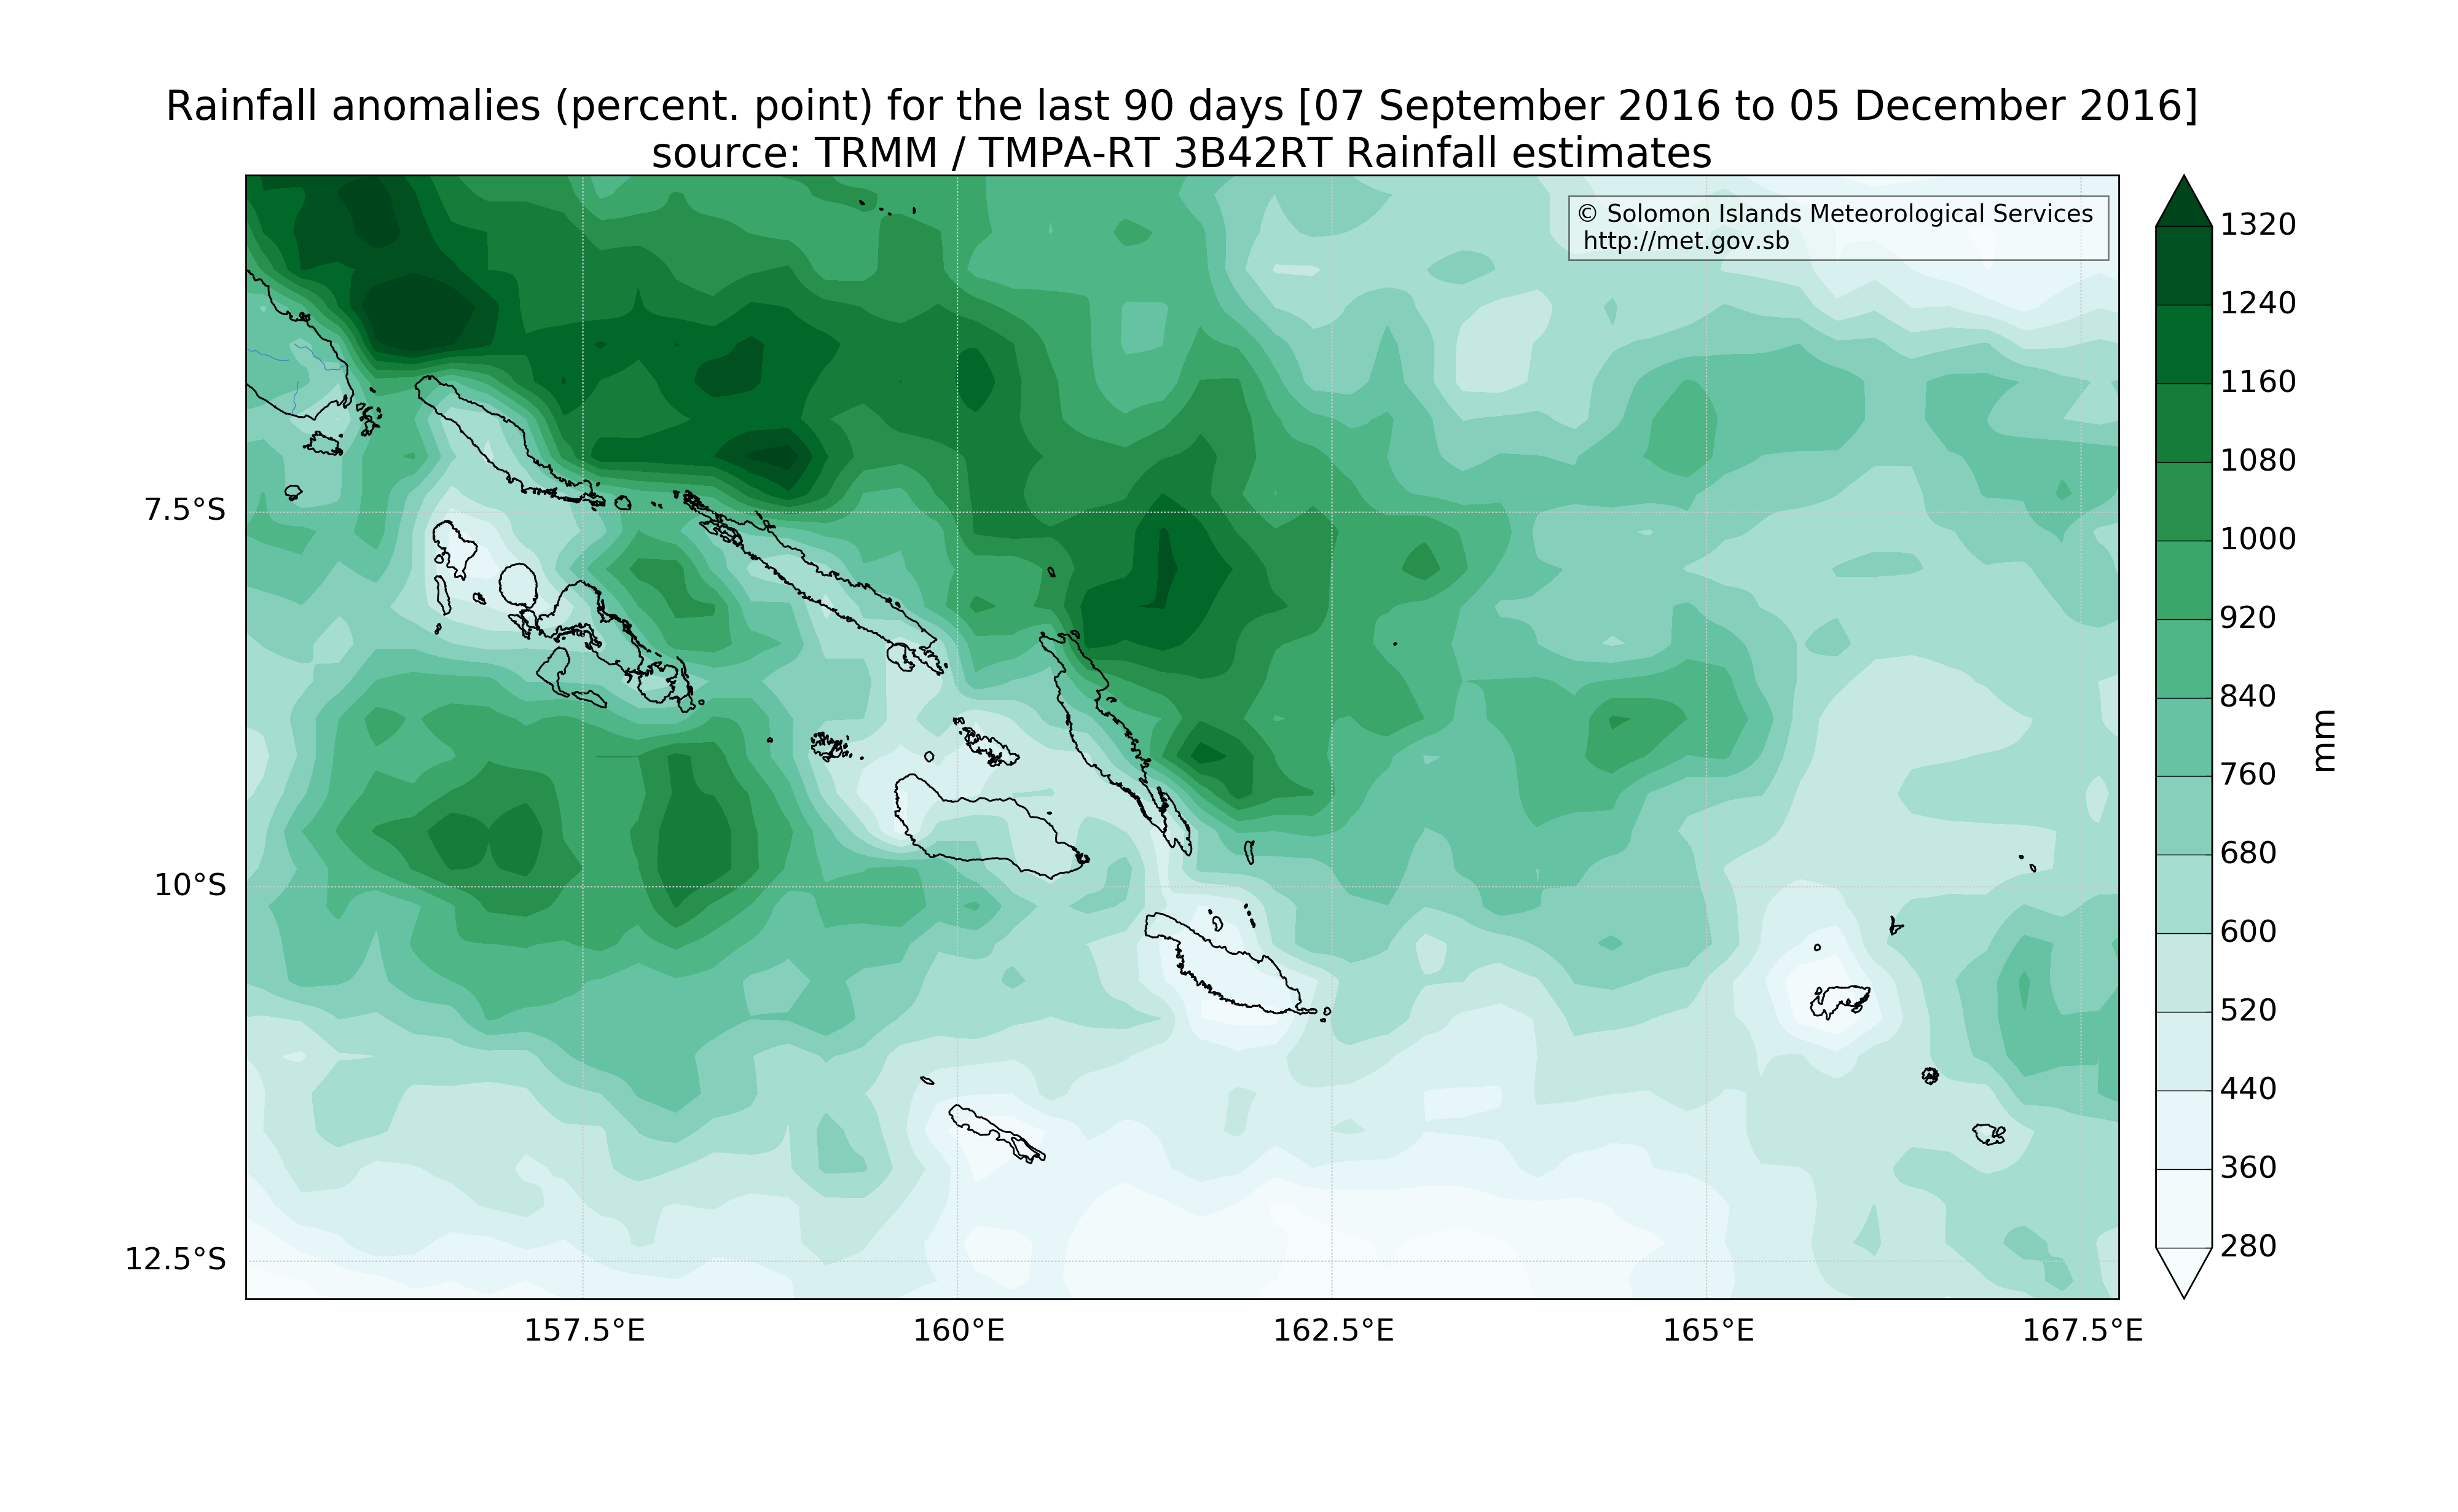 Rainfall anomalies (percent. point) for the last 90 days [07 September 2016 to 05 December 2016]
source: TRMM / TMPA-RT 3B42RT Rainfall estimates
© Solomon Islands Meteorological Services
http://met.gov.sb
7.5°S
10°S
12.5°S
157.5°E
160°E
162.5°E
165°E
167.5°E
1320
1240
1160
1080
1000
920
840
760
680
600
520
440
360
280
mm